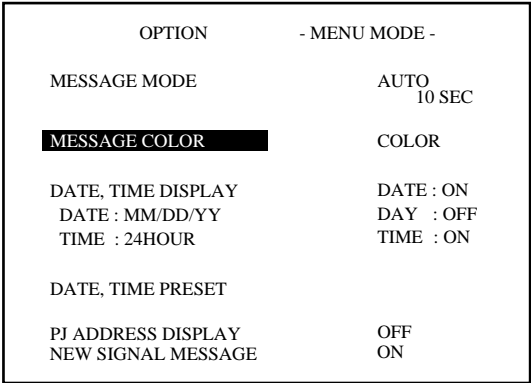 OPTION - MENU MODE -
MESSAGE MODE AUTO
10 SEC
MESSAGE COLOR COLOR
DATE, TIME DISPLAY DATE : ON
DATE : MM/DD/YY DAY : OFF
TIME : 24HOUR TIME : ON
DATE, TIME PRESET
PJ ADDRESS DISPLAY OFF
NEW SIGNAL MESSAGE ON